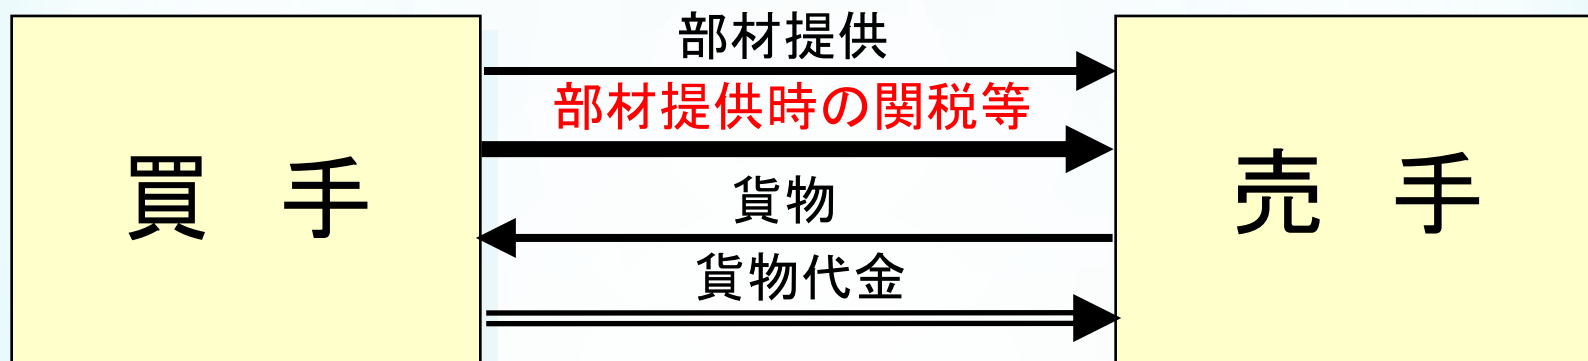 部材提供
部材提供時の関税等
買 手
売 手
貨物
貨物代金